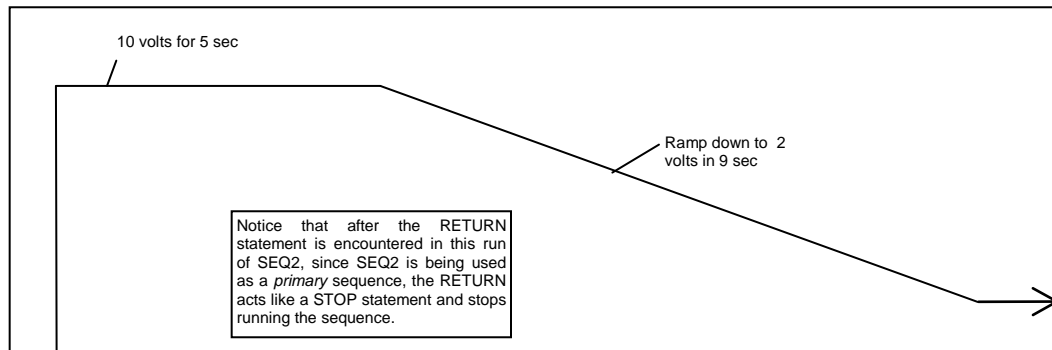 10 volts for 5 sec
Ramp down to 2
volts in 9 sec
Notice that after the RETURN
statement is encountered in this run
of SEQ2, since SEQ2 is being used
as a primary sequence, the RETURN
acts like a STOP statement and stops
running the sequence.